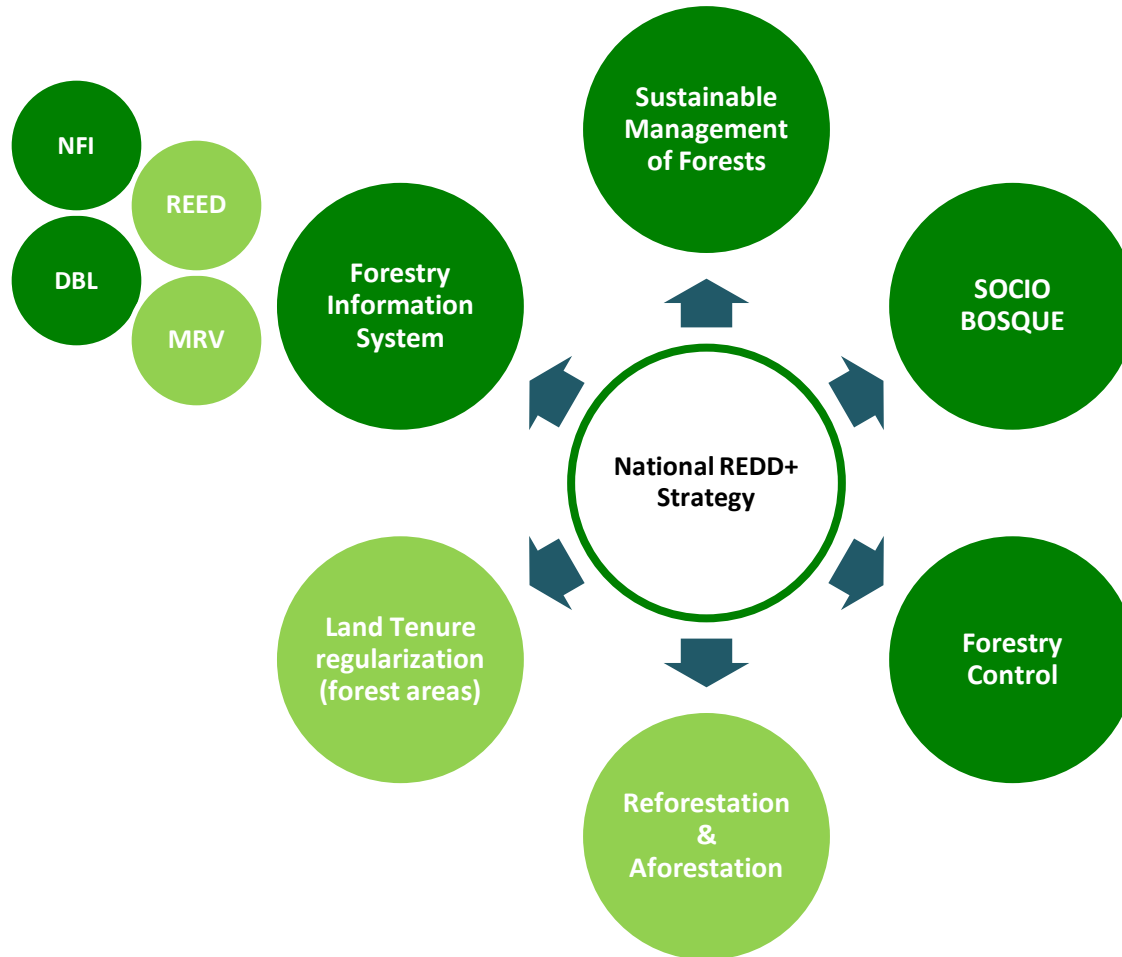 Sustainable
Management
of Forests
NFI
REED
DBL
MRV
Forestry
Information
System
SOCIO
BOSQUE
National REDD+
Strategy
Land Tenure
regularization
(forest areas)
Forestry
Control
Reforestation
&
Aforestation